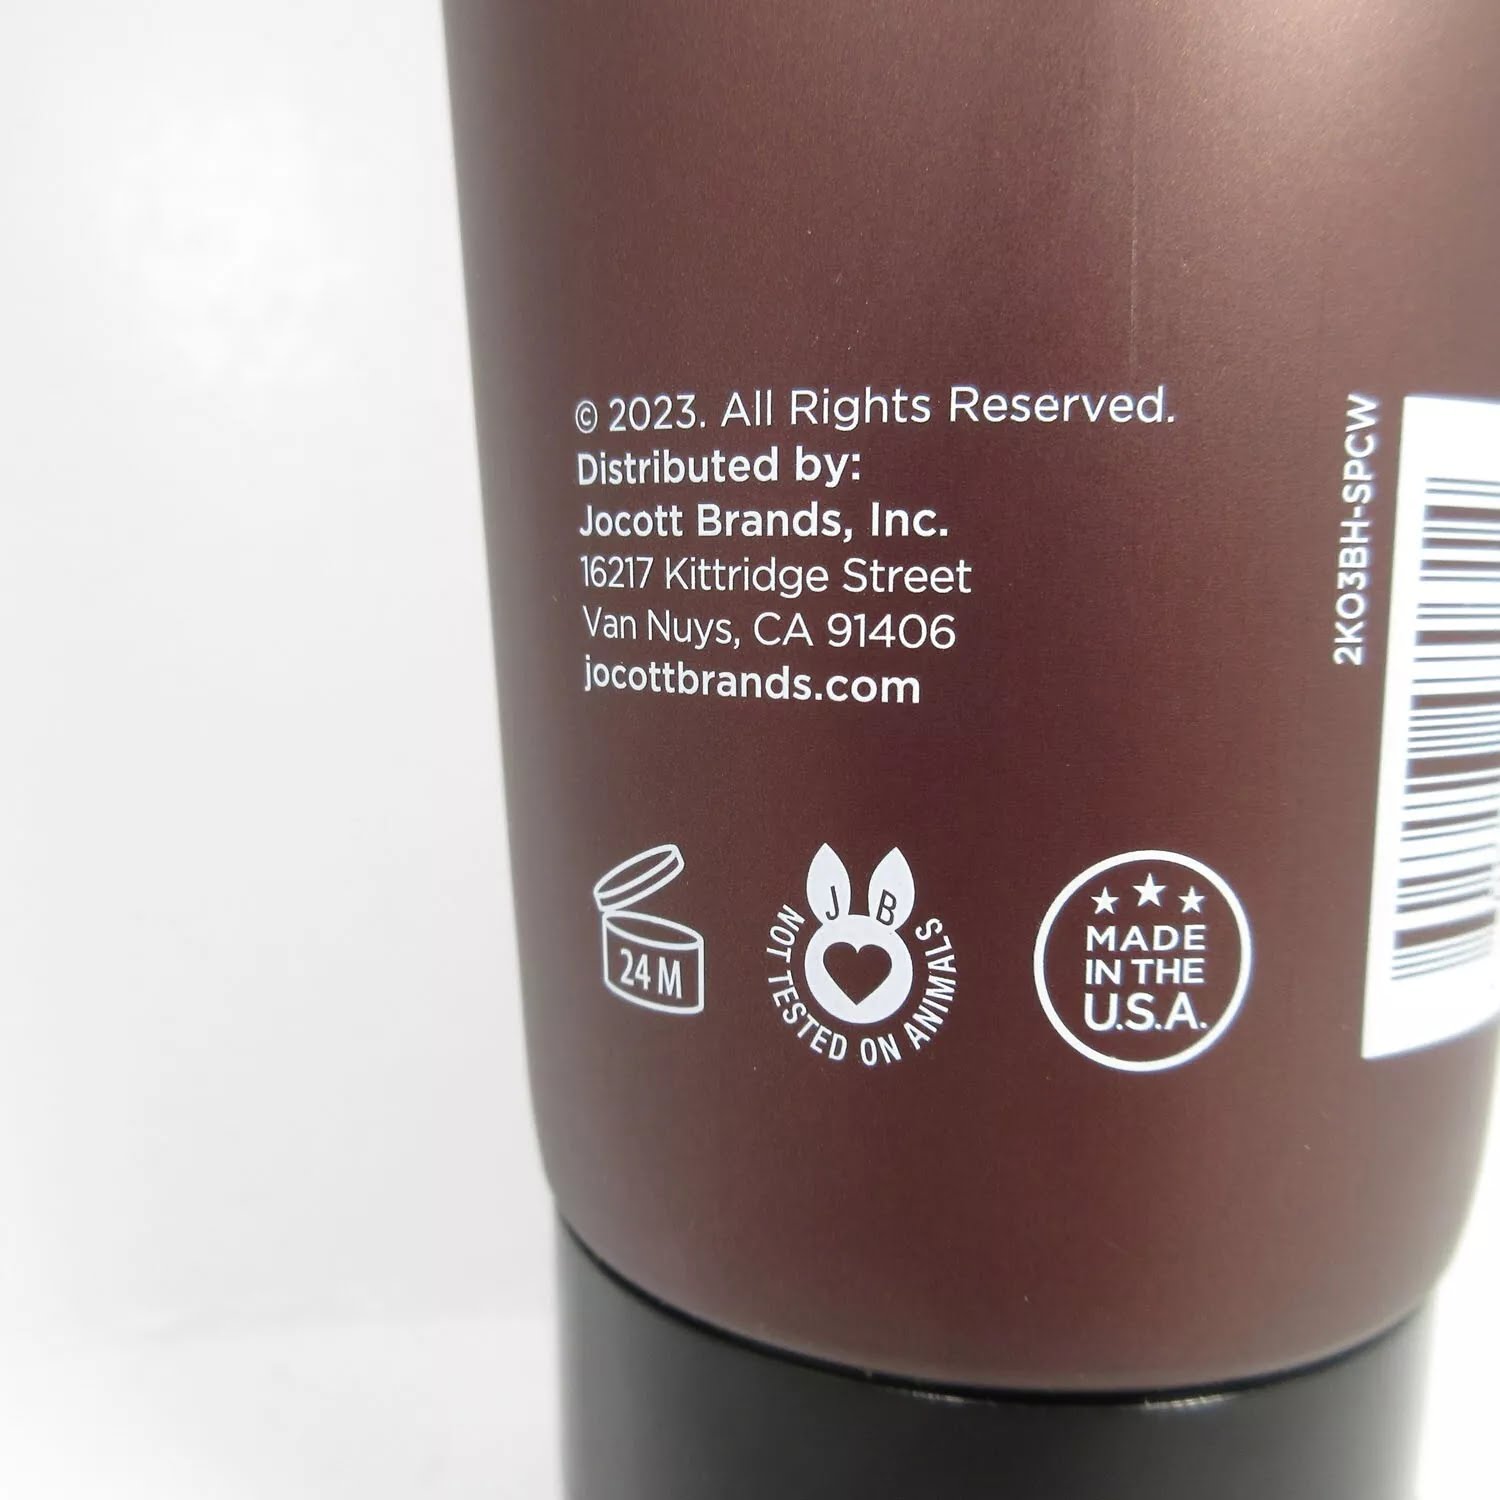 © 2023. All Rights Reserved.
Distributed by:
Jocott Brands, Inc.
16217 Kittridge Street
Van Nuys, CA 91406
jocottbrands.com
24 M
J B
NOT TESTED ON ANIMALS
MADE
IN THE
U.S.A.
2K03BH-SPCW